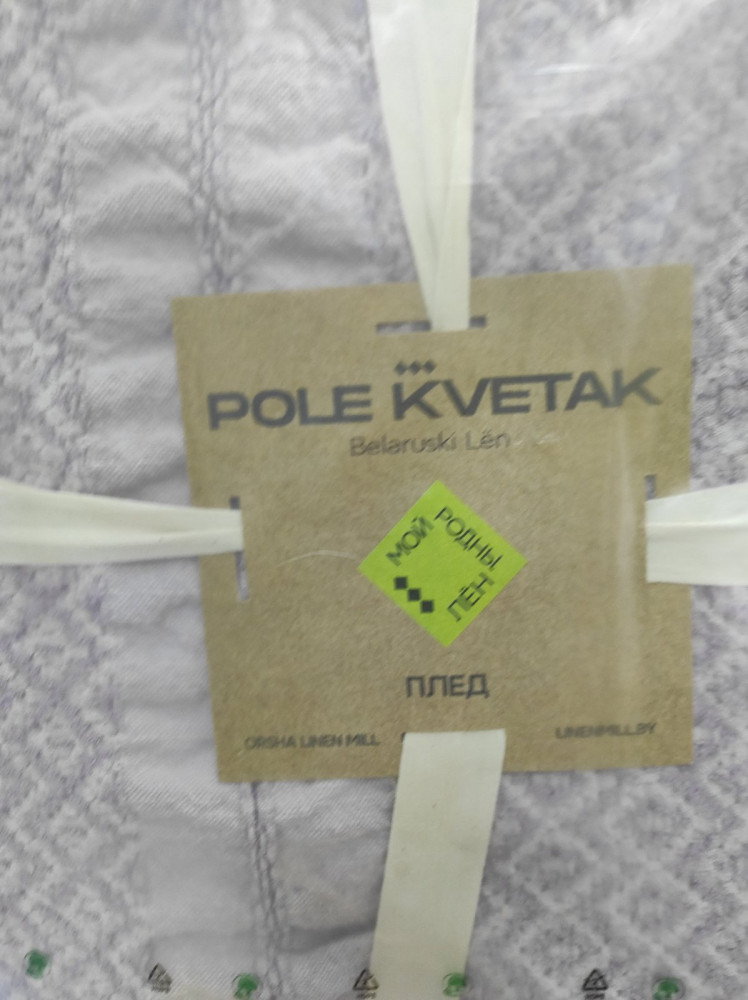 POLE KVETAK
Belaruski Lën
МОЙ
РОДНЫ
ЛЁН
ПЛЕД
ORSHA LINEN MILL
LINENMILL.BY